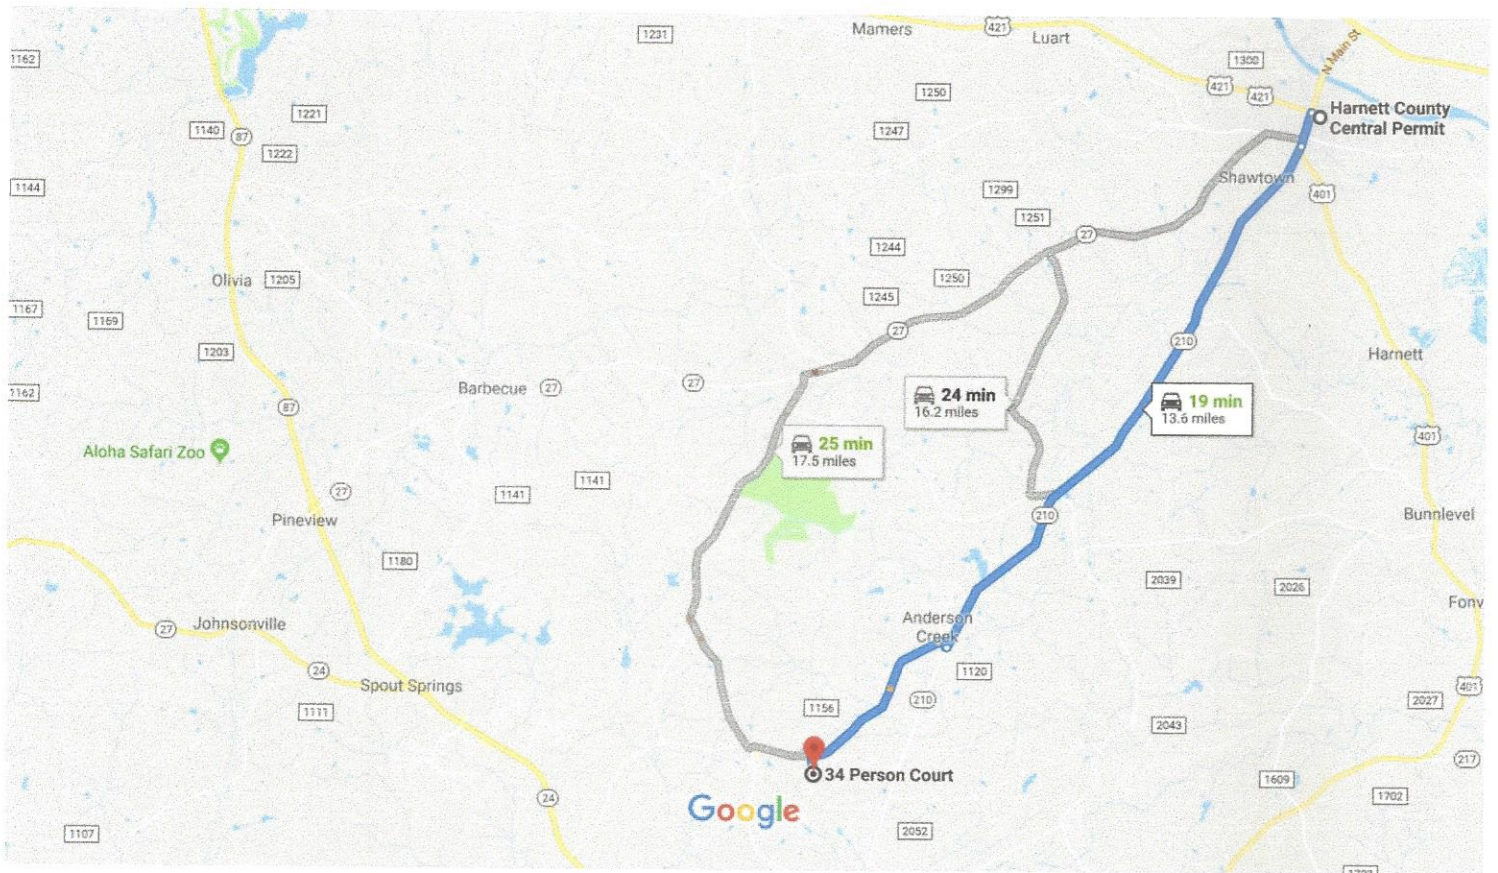 1231
Mamers
421
Luart
N Main St
1162
1300
421
421
1250
1221
Harnett County
Central Permit
1140
87
1247
1222
1144
Shawtown
1299
401
1251
27
1244
Olivia
1205
1250
1245
1167
1169
27
210
1203
Harnett
Barbecue
27
27
1162
24 min
16.2 miles
19 min
13.6 miles
87
25 min
17.5 miles
401
Aloha Safari Zoo
27
1141
1141
Pineview
210
Bunnlevel
1180
2039
2026
Fonv
Anderson
Creek
27
Johnsonville
24
1120
Spout Springs
401
210
2027
1111
1156
2043
217
34 Person Court
1609
24
1702
Google
1107
2052